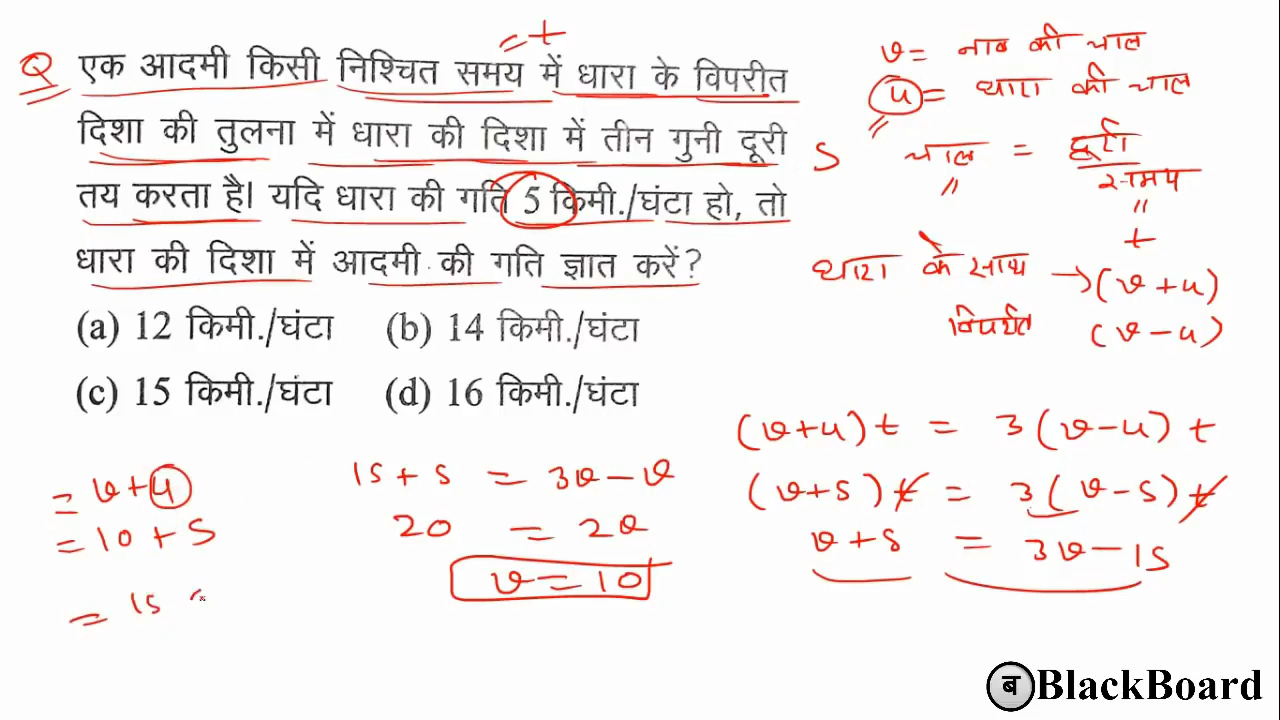 Q एक आदमी किसी निश्चित समय में धारा के विपरीत
= t
दिशा की तुलना में धारा की दिशा में तीन गुनी दूरी
तय करता है। यदि धारा की गति 5 किमी./घंटा हो, तो
धारा की दिशा में आदमी की गति ज्ञात करें?
(a) 12 किमी./घंटा (b) 14 किमी./घंटा
(c) 15 किमी./घंटा (d) 16 किमी./घंटा
v = नाव की चाल
u = धारा की चाल
S चाल = दूरी
समय
" "
t
धारा के साथ → (v + u)
विपरीत (v - u)
(v + u) t = 3 (v - u) t
(v + 5) t = 3 (v - 5) t
v + 5 = 3v - 15
15 + 5 = 3v - v
20 = 2v
v = 10
= v + u
= 10 + 5
= 15
ब BlackBoard